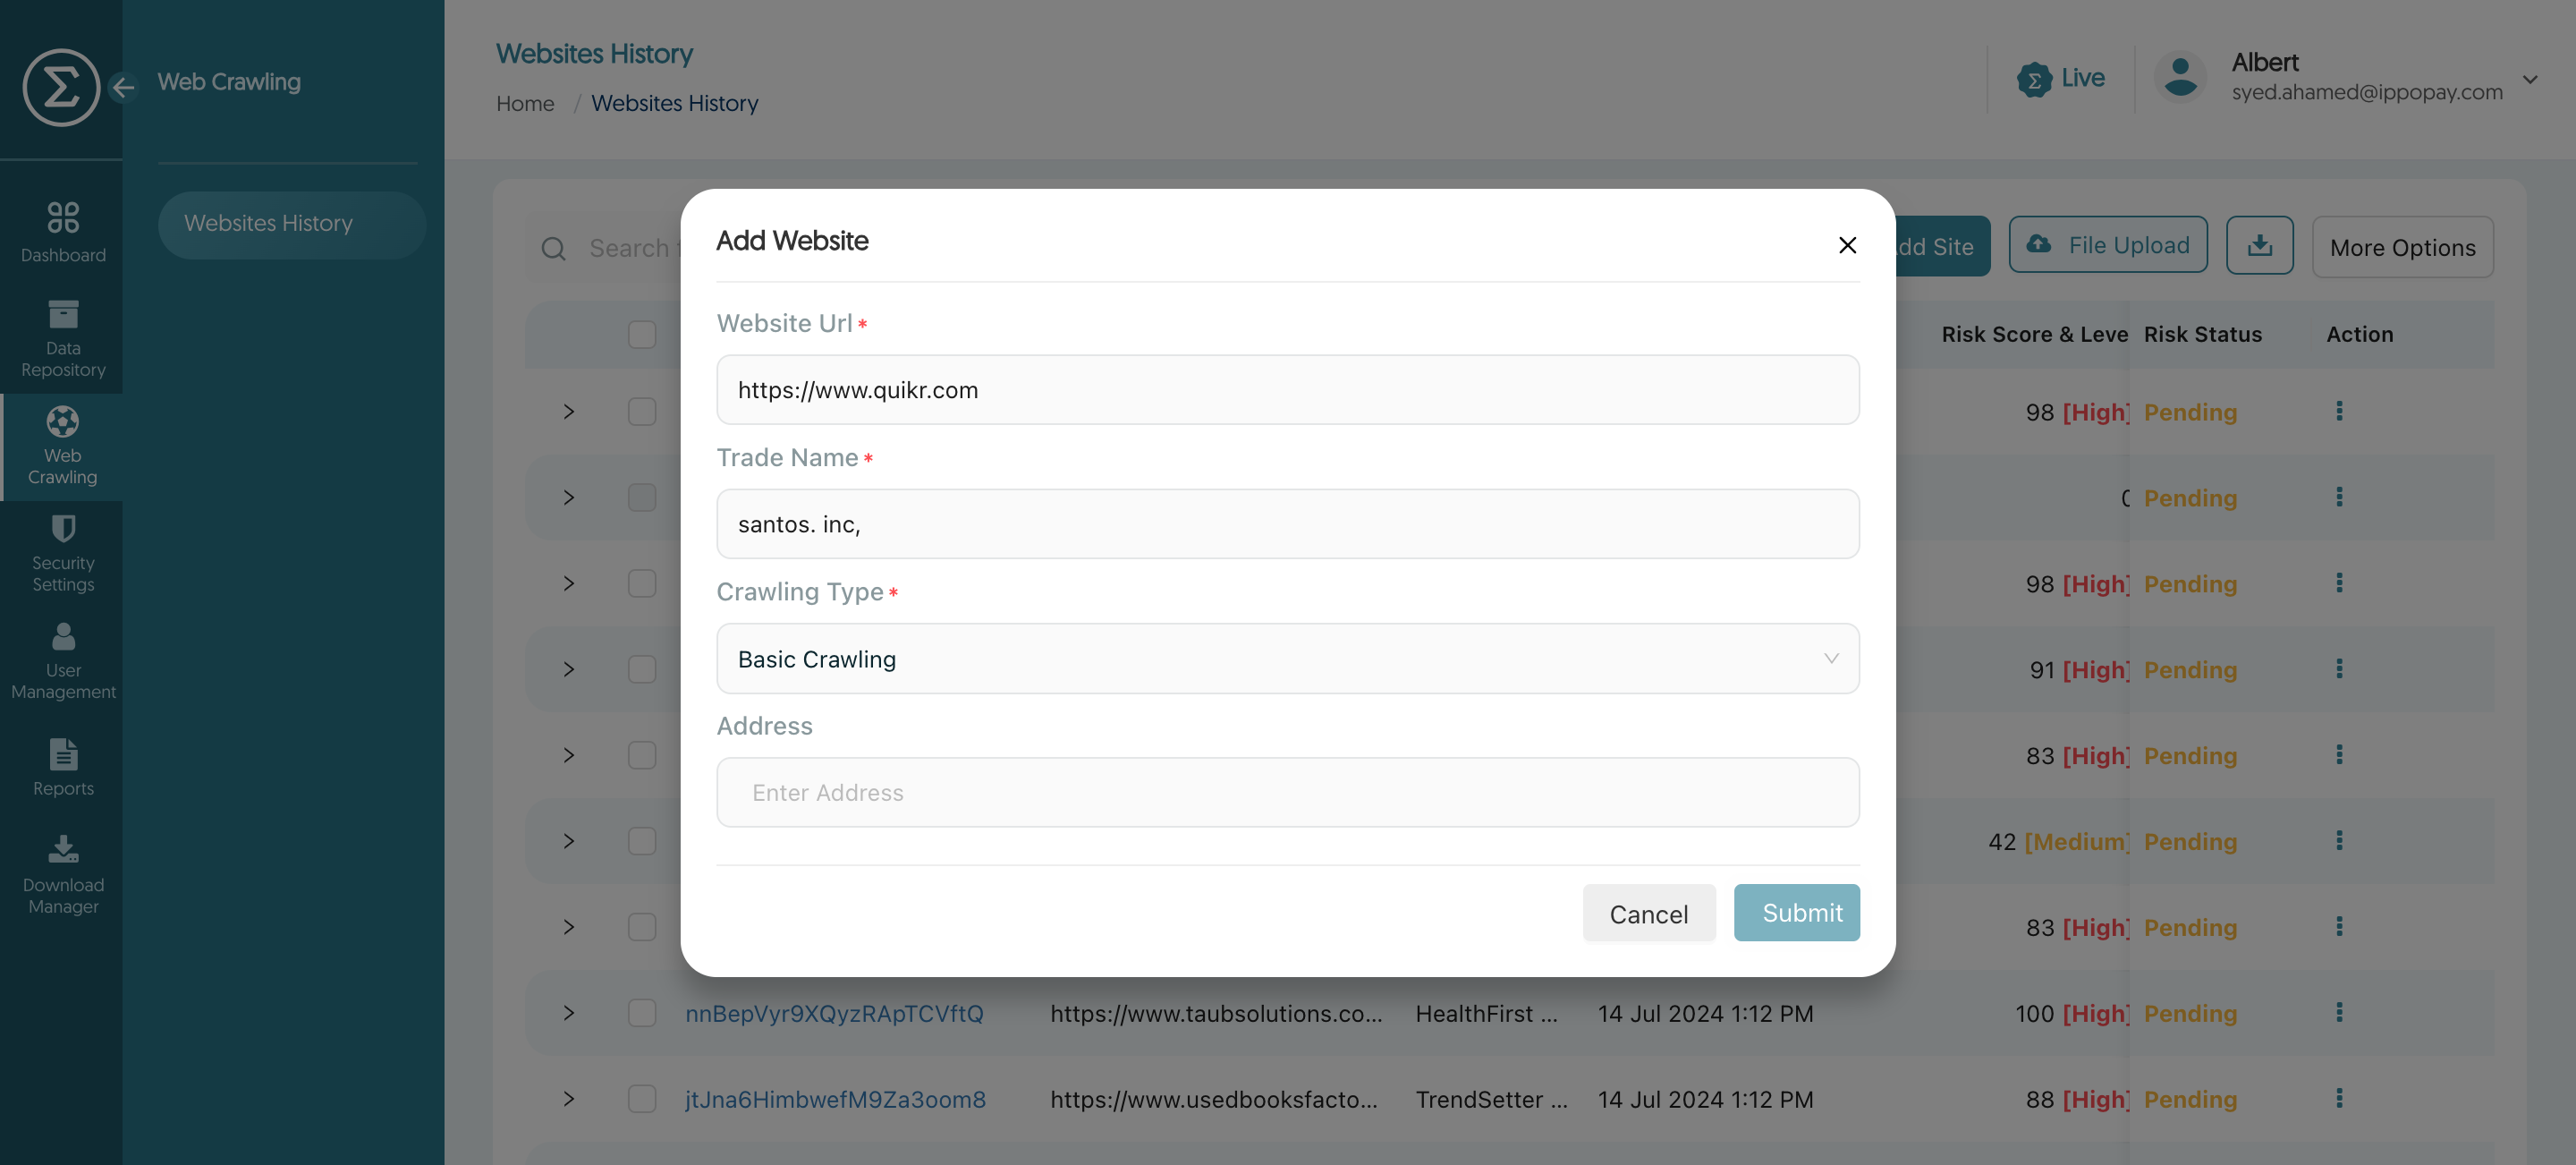 Web Crawling
Websites History
Dashboard
Data
Repository
Web
Crawling
Security
Settings
User
Management
Reports
Download
Manager
Websites History
Home / Websites History
Live
Albert
syed.ahamed@ippopay.com
Search
dd Site
File Upload
More Options
Risk Score & Leve
Risk Status
Action
98 [High]
Pending
Pending
98 [High]
Pending
91 [High]
Pending
83 [High]
Pending
42 [Medium]
Pending
83 [High]
Pending
nnBepVyr9XQyzRApTCVftQ https://www.taubsolutions.co... HealthFirst ... 14 Jul 2024 1:12 PM 100 [High] Pending
jtJna6HimbwefM9Za3oom8 https://www.usedbooksfacto... TrendSetter ... 14 Jul 2024 1:12 PM 88 [High] Pending
Add Website
Website Url *
https://www.quikr.com
Trade Name *
santos. inc,
Crawling Type *
Basic Crawling
Address
Enter Address
Cancel
Submit